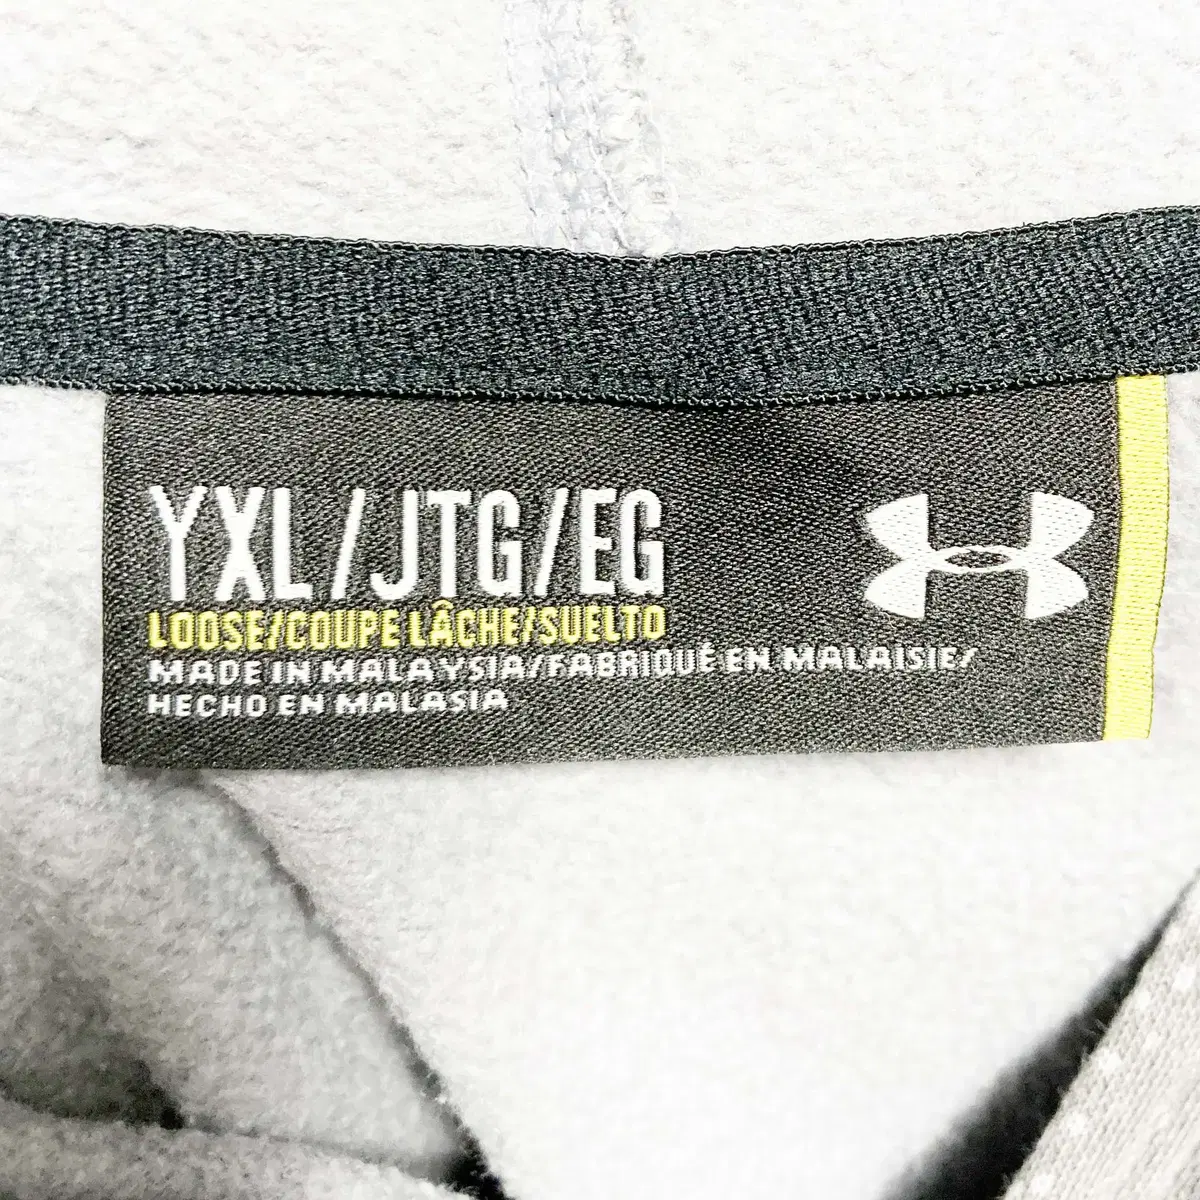 YXL/JTG/EG
LOOSE/COUPE LÂCHE/SUELTO
MADE IN MALAYSIA/FABRIQUÉ EN MALAISIE/
HECHO EN MALASIA